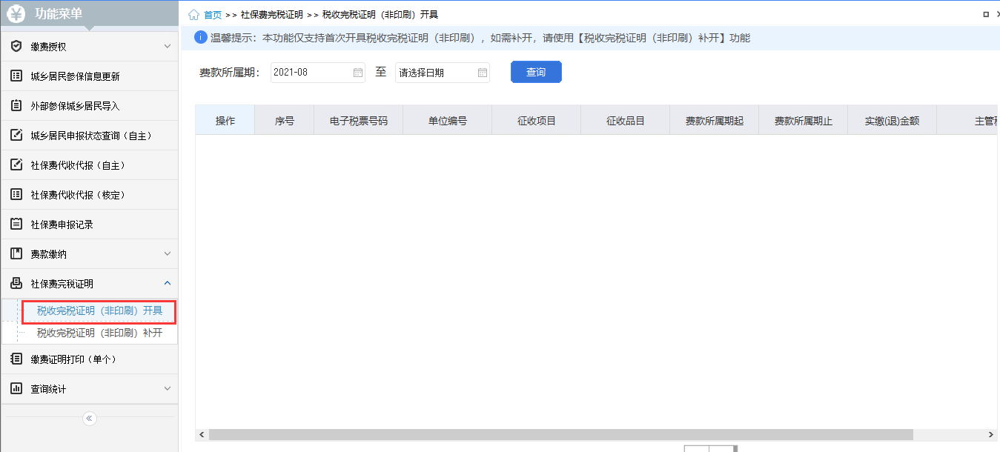 功能菜单
缴费授权
城乡居民参保信息更新
外部参保城乡居民导入
城乡居民申报状态查询（自主）
社保费代收代报（自主）
社保费代收代报（核定）
社保费申报记录
费款缴纳
社保费完税证明
税收完税证明（非印刷）开具
税收完税证明（非印刷）补开
缴费证明打印（单个）
查询统计
首页 >> 社保费完税证明 >> 税收完税证明（非印刷）开具
温馨提示：本功能仅支持首次开具税收完税证明（非印刷），如需补开，请使用【税收完税证明（非印刷）补开】功能
费款所属期： 2021-08 至 请选择日期 查询
操作 序号 电子税票号码 单位编号 征收项目 征收品目 费款所属期起 费款所属期止 实缴(退)金额 主管